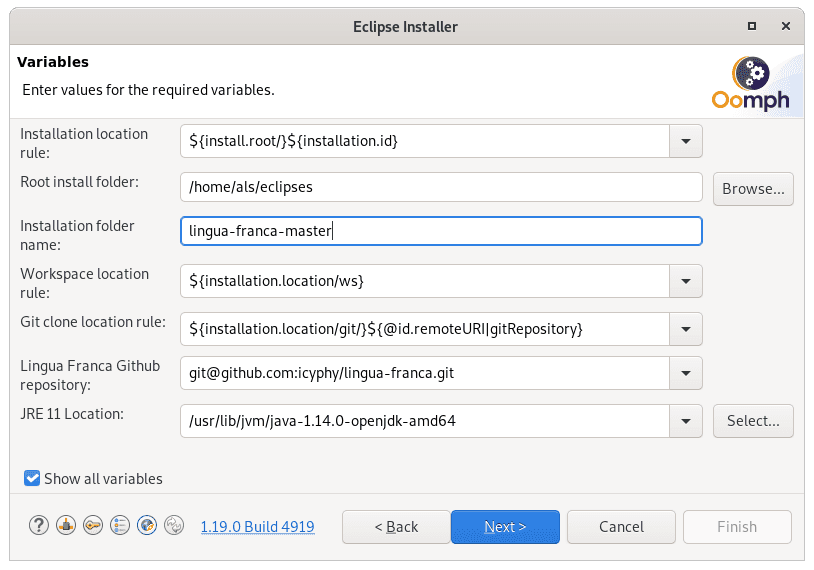 Eclipse Installer
Variables
Enter values for the required variables.
Oomph
Installation location
rule:
${install.root/}${installation.id}
Root install folder:
/home/als/eclipses
Browse...
Installation folder
name:
lingua-franca-master
Workspace location
rule:
${installation.location/ws}
Git clone location rule:
${installation.location/git/}${@id.remoteURI|gitRepository}
Lingua Franca Github
repository:
git@github.com:icyphy/lingua-franca.git
JRE 11 Location:
/usr/lib/jvm/java-1.14.0-openjdk-amd64
Select...
Show all variables
?
1.19.0 Build 4919
< Back
Next >
Cancel
Finish